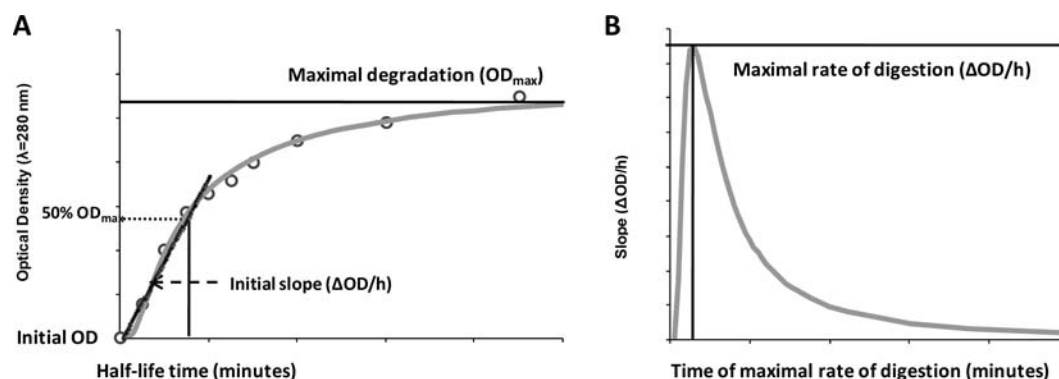 A
Optical Density (λ=280 nm)
Maximal degradation (ODmax)
50% ODma
Initial slope (ΔOD/h)
Initial OD
Half-life time (minutes)
B
Slope (ΔOD/h)
Maximal rate of digestion (ΔOD/h)
Time of maximal rate of digestion (minutes)